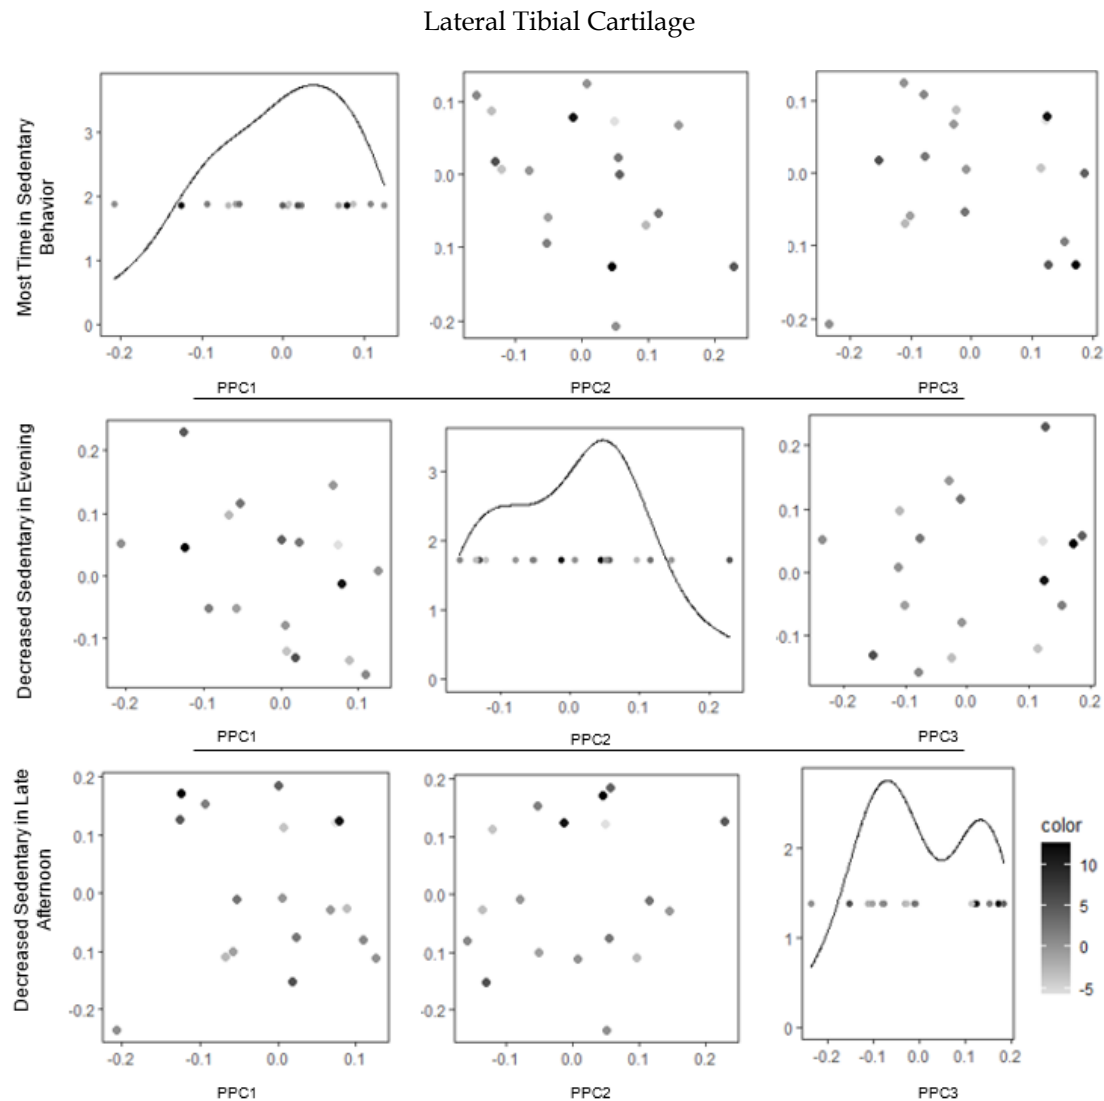 Lateral Tibial Cartilage
Most Time in Sedentary
Behavior
3
2
1
0
-0.2 -0.1 0.0 0.1
0.1
0.0
0.1
-0.2
-0.1 0.0 0.1 0.2
0.1
0.0
0.1
-0.2
-0.2 -0.1 0.0 0.1 0.2
PPC1 PPC2 PPC3
Decreased Sedentary in Evening
0.2
0.1
0.0
-0.1
-0.2 -0.1 0.0 0.1
3
2
1
0
-0.1 0.0 0.1 0.2
0.2
0.1
0.0
-0.1
-0.2 -0.1 0.0 0.1 0.2
PPC1 PPC2 PPC3
Decreased Sedentary in Late
Afternoon
0.2
0.1
0.0
0.1
-0.2
-0.2 -0.1 0.0 0.1
0.2
0.1
0.0
0.1
-0.2
-0.1 0.0 0.1 0.2
2
1
0
-0.2 -0.1 0.0 0.1 0.2
color
10
5
0
-5
PPC1 PPC2 PPC3